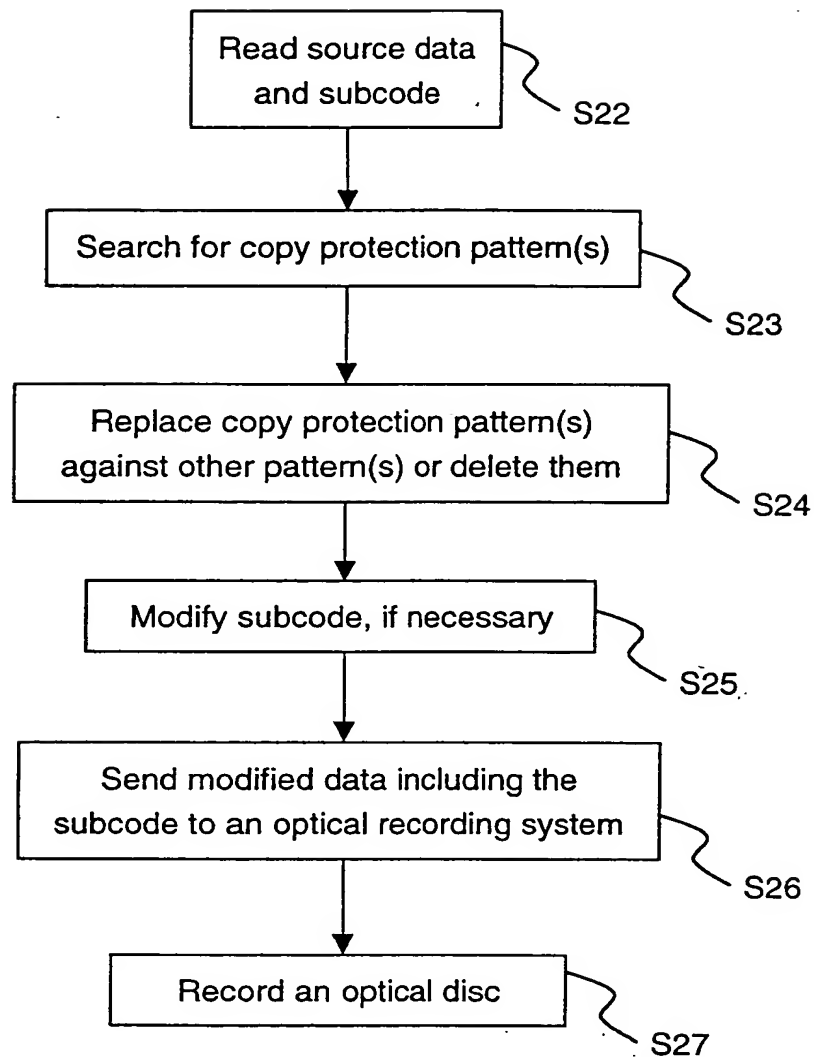 Read source data
and subcode
S22
Search for copy protection pattern(s)
S23
Replace copy protection pattern(s)
against other pattern(s) or delete them
S24
Modify subcode, if necessary
S25
Send modified data including the
subcode to an optical recording system
S26
Record an optical disc
S27